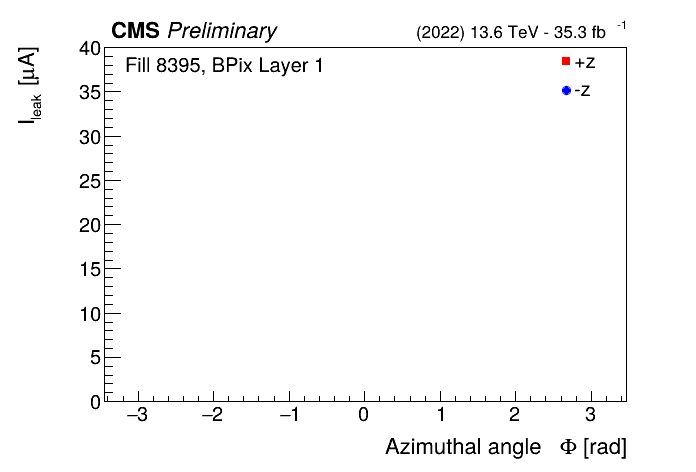 CMS Preliminary
(2022) 13.6 TeV - 35.3 fb -1
I leak [μA]
Fill 8395, BPix Layer 1
+z
-z
40
35
30
25
20
15
10
5
0
−3 −2 −1 0 1 2 3
Azimuthal angle Φ [rad]